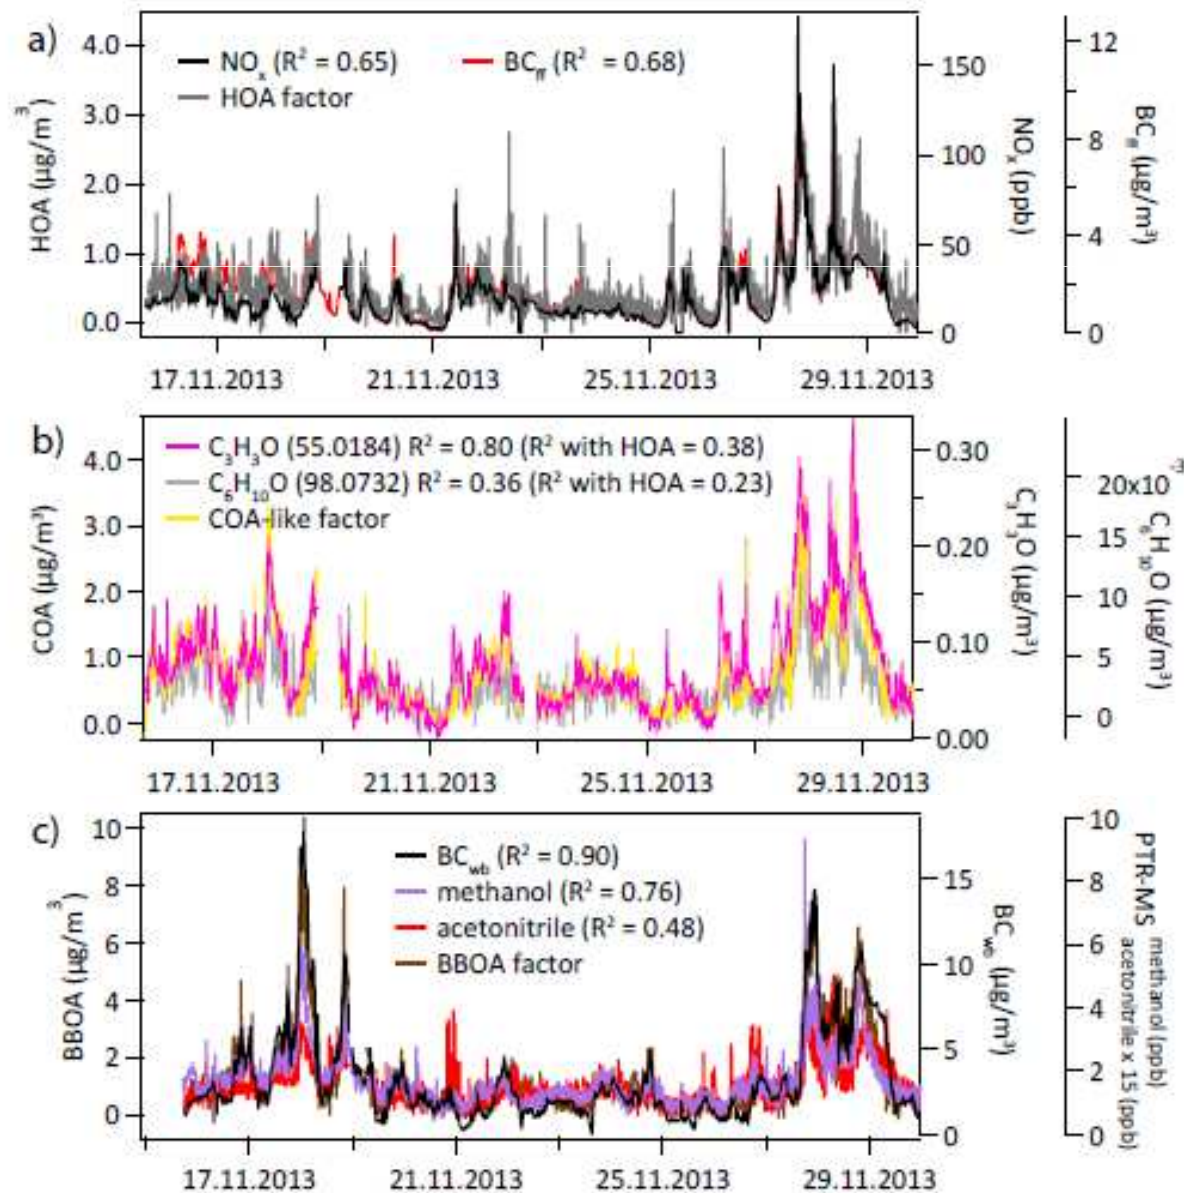 a)
NOx (R² = 0.65)
BCff (R² = 0.68)
HOA factor
HOA (µg/m³)
4.0
3.0
2.0
1.0
0.0
150
100
50
0
NOx (ppb)
12
8
4
0
BCff (µg/m³)
17.11.2013
21.11.2013
25.11.2013
29.11.2013
b)
C3H3O (55.0184) R² = 0.80 (R² with HOA = 0.38)
C6H10O (98.0732) R² = 0.36 (R² with HOA = 0.23)
COA-like factor
COA (µg/m³)
4.0
3.0
2.0
1.0
0.0
0.30
0.20
0.10
0.00
C3H3O (µg/m³)
20x10
15
10
5
0
C6H10O (µg/m³)
17.11.2013
21.11.2013
25.11.2013
29.11.2013
c)
BCwb (R² = 0.90)
methanol (R² = 0.76)
acetonitrile (R² = 0.48)
BBOA factor
BBOA (µg/m³)
10
8
6
4
2
0
15
10
5
0
BCwb (µg/m³)
10
8
6
4
2
0
PTR-MS
methanol (ppb)
acetonitrile x 15 (ppb)
17.11.2013
21.11.2013
25.11.2013
29.11.2013